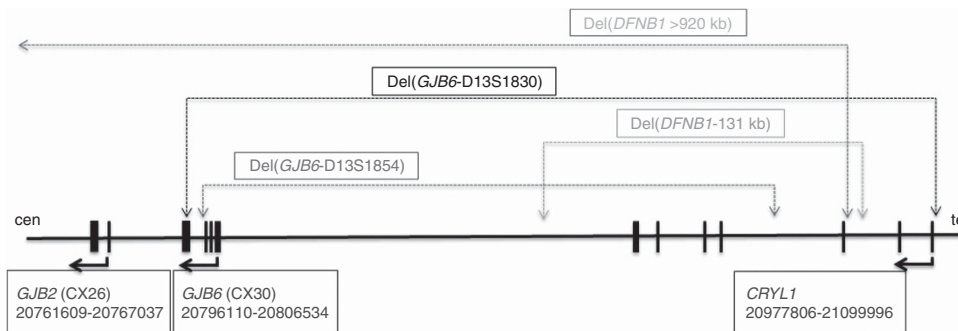 Del(DFNB1 >920 kb)
Del(GJB6-D13S1830)
Del(DFNB1-131 kb)
Del(GJB6-D13S1854)
cen
te
GJB2 (CX26)
20761609-20767037
GJB6 (CX30)
20796110-20806534
CRYL1
20977806-21099996